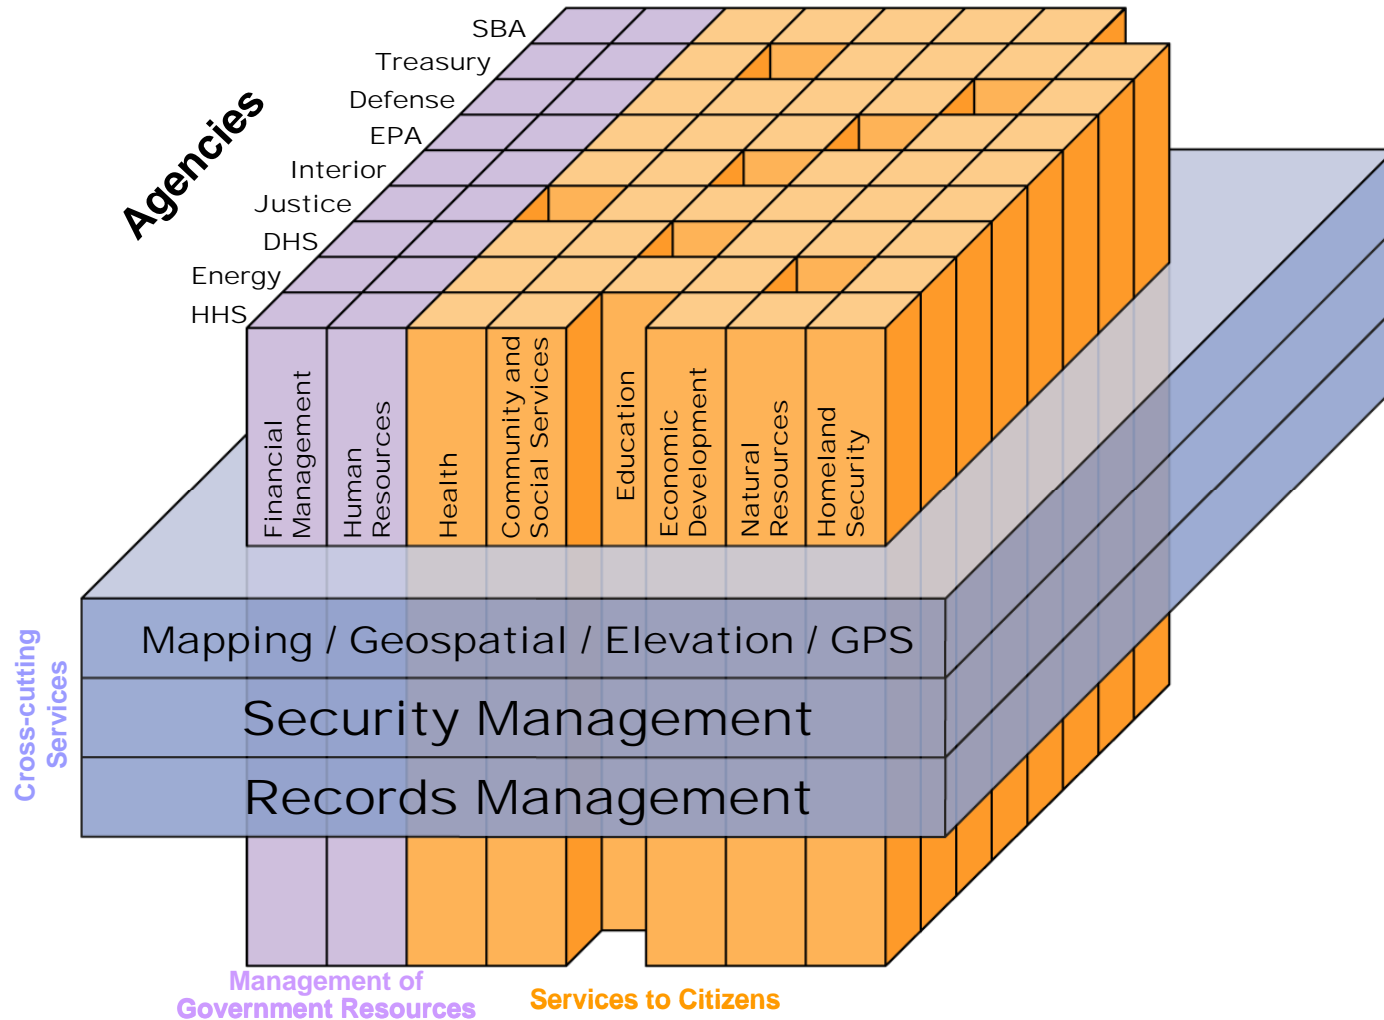 SBA
Treasury
Defense
EPA
Interior
Justice
DHS
Energy
HHS
Agencies
Financial
Management
Human
Resources
Health
Community and
Social Services
Education
Economic
Development
Natural
Resources
Homeland
Security
Mapping / Geospatial / Elevation / GPS
Security Management
Records Management
Cross-cutting
Services
Management of
Government Resources
Services to Citizens